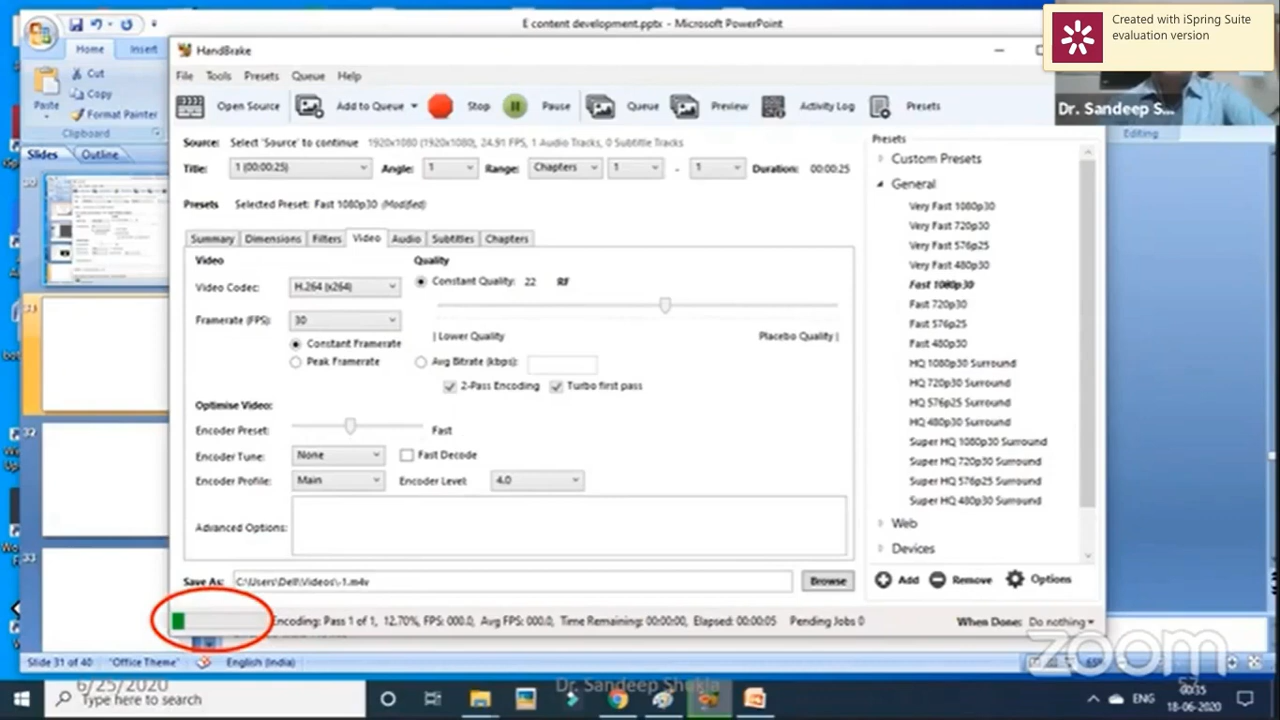 E content development.pptx - Microsoft PowerPoint
Created with iSpring Suite
evaluation version
Home Insert
HandBrake
File Tools Presets Queue Help
Cut
Copy
Format Painter
Paste
Clipboard
Open Source Add to Queue Stop Pause Queue Preview Activity Log Presets
Dr. Sandeep S...
Editing
Slides Outline
Source: Select 'Source' to continue 1920x1080 (1920x1080), 24.91 FPS, 1 Audio Tracks, 0 Subtitle Tracks
Title: 1 (00:00:25) Angle: 1 Range: Chapters 1 - 1 Duration: 00:00:25
Presets Selected Preset: Fast 1080p30 (Modified)
Summary Dimensions Filters Video Audio Subtitles Chapters
Video
Video Codec: H.264 (x264)
Framerate (FPS): 30
Constant Framerate
Peak Framerate
Quality
Constant Quality: 22 RF
| Lower Quality Placebo Quality |
Avg Bitrate (kbps):
2-Pass Encoding Turbo first pass
Optimise Video:
Encoder Preset: Fast
Encoder Tune: None Fast Decode
Encoder Profile: Main Encoder Level: 4.0
Advanced Options:
Save As: C:\Users\Dell\Videos\-1.m4v Browse
Presets
Custom Presets
General
Very Fast 1080p30
Very Fast 720p30
Very Fast 576p25
Very Fast 480p30
Fast 1080p30
Fast 720p30
Fast 576p25
Fast 480p30
HQ 1080p30 Surround
HQ 720p30 Surround
HQ 576p25 Surround
HQ 480p30 Surround
Super HQ 1080p30 Surround
Super HQ 720p30 Surround
Super HQ 576p25 Surround
Super HQ 480p30 Surround
Web
Devices
Add Remove Options
Encoding: Pass 1 of 1, 12.70%, FPS: 000.0, Avg FPS: 000.0, Time Remaining: 00:00:00, Elapsed: 00:00:05 Pending Jobs 0 When Done: Do nothing
32
33
zoom
Slide 31 of 40 "Office Theme" English (India) 65%
6/25/2020 Dr. Sandeep Shukla 57
Type here to search
ENG
00:35
18-06-2020